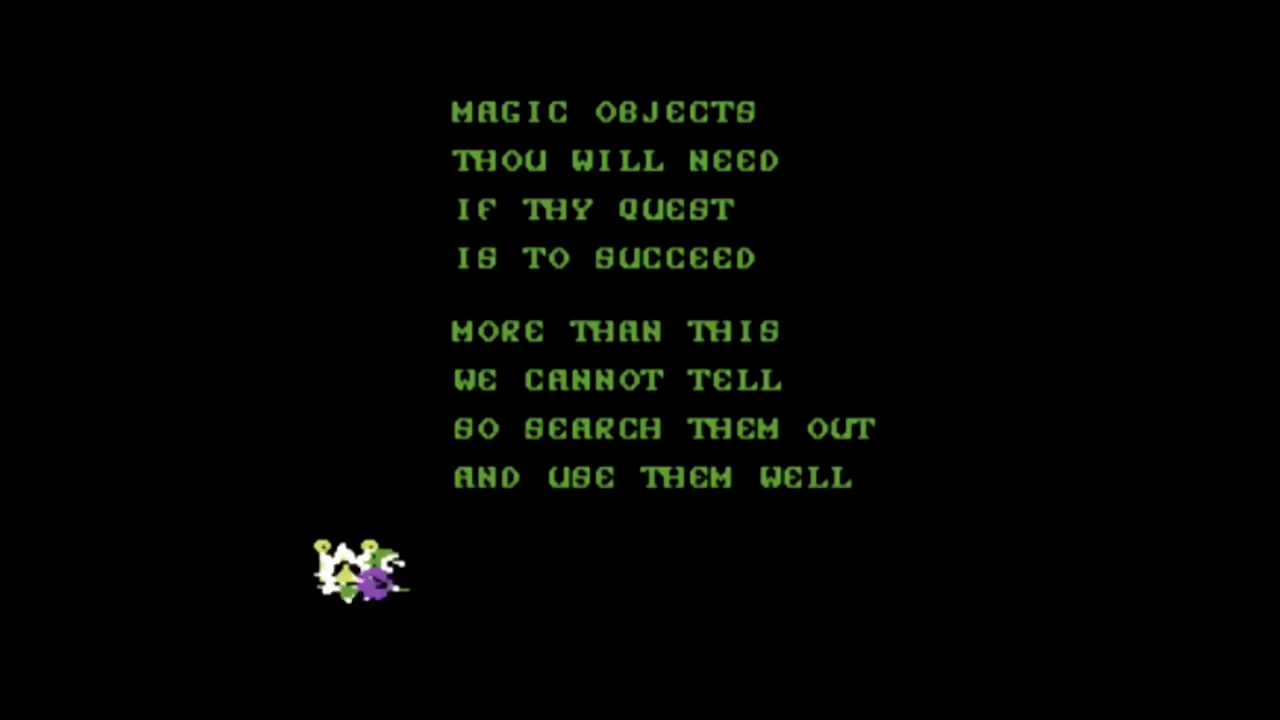 MAGIC OBJECTS
THOU WILL NEED
IF THY QUEST
IS TO SUCCEED
MORE THAN THIS
WE CANNOT TELL
SO SEARCH THEM OUT
AND USE THEM WELL